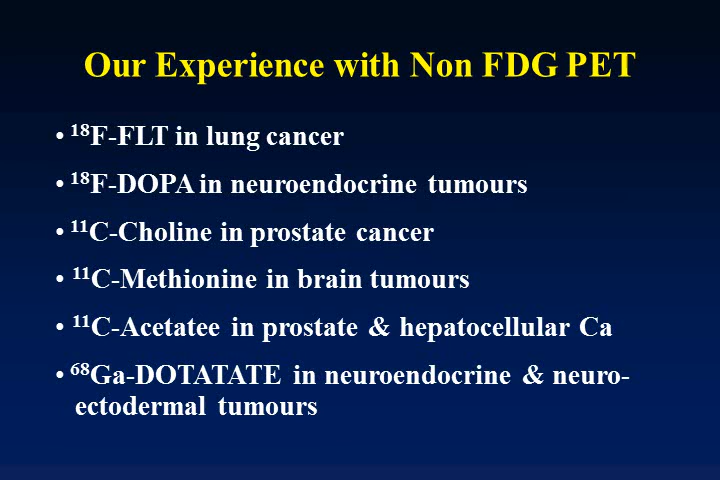 Our Experience with Non FDG PET
• ¹⁸F-FLT in lung cancer
• ¹⁸F-DOPA in neuroendocrine tumours
• ¹¹C-Choline in prostate cancer
• ¹¹C-Methionine in brain tumours
• ¹¹C-Acetatee in prostate & hepatocellular Ca
• ⁶⁸Ga-DOTATATE in neuroendocrine & neuro-
ectodermal tumours